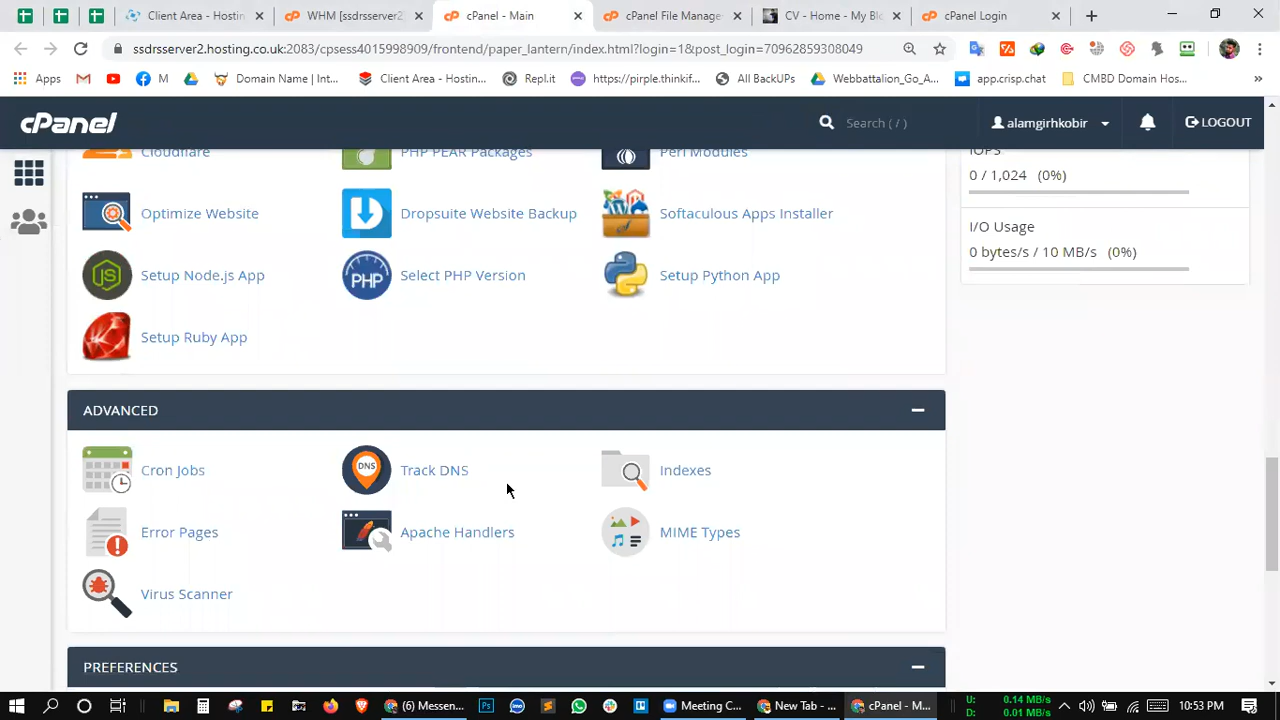 Client Area - Hostin
WHM [ssdrsserver2
cPanel - Main
cPanel File Manag
CV - Home - My Bl
cPanel Login
ssdrsserver2.hosting.co.uk:2083/cpsess4015998909/frontend/paper_lantern/index.html?login=1&post_login=70962859308049
Apps
M
Domain Name | Int...
Client Area - Hostin...
Repl.it
https://pirple.thinkif...
All BackUPs
Webbattalion_Go_A...
app.crisp.chat
CMBD Domain Hos...
»
cPanel
Search ( / )
alamgirhkobir
LOGOUT
Cloudflare
PHP PEAR Packages
Perl Modules
IOPS
0 / 1,024 (0%)
Optimize Website
Dropsuite Website Backup
Softaculous Apps Installer
I/O Usage
0 bytes/s / 10 MB/s (0%)
Setup Node.js App
PHP
Select PHP Version
Setup Python App
Setup Ruby App
ADVANCED
Cron Jobs
DNS
Track DNS
Indexes
Error Pages
Apache Handlers
MIME Types
Virus Scanner
PREFERENCES
(6) Messen...
Meeting C...
New Tab - ...
cPanel - M...
U: 0.14 MB/s
D: 0.01 MB/s
10:53 PM